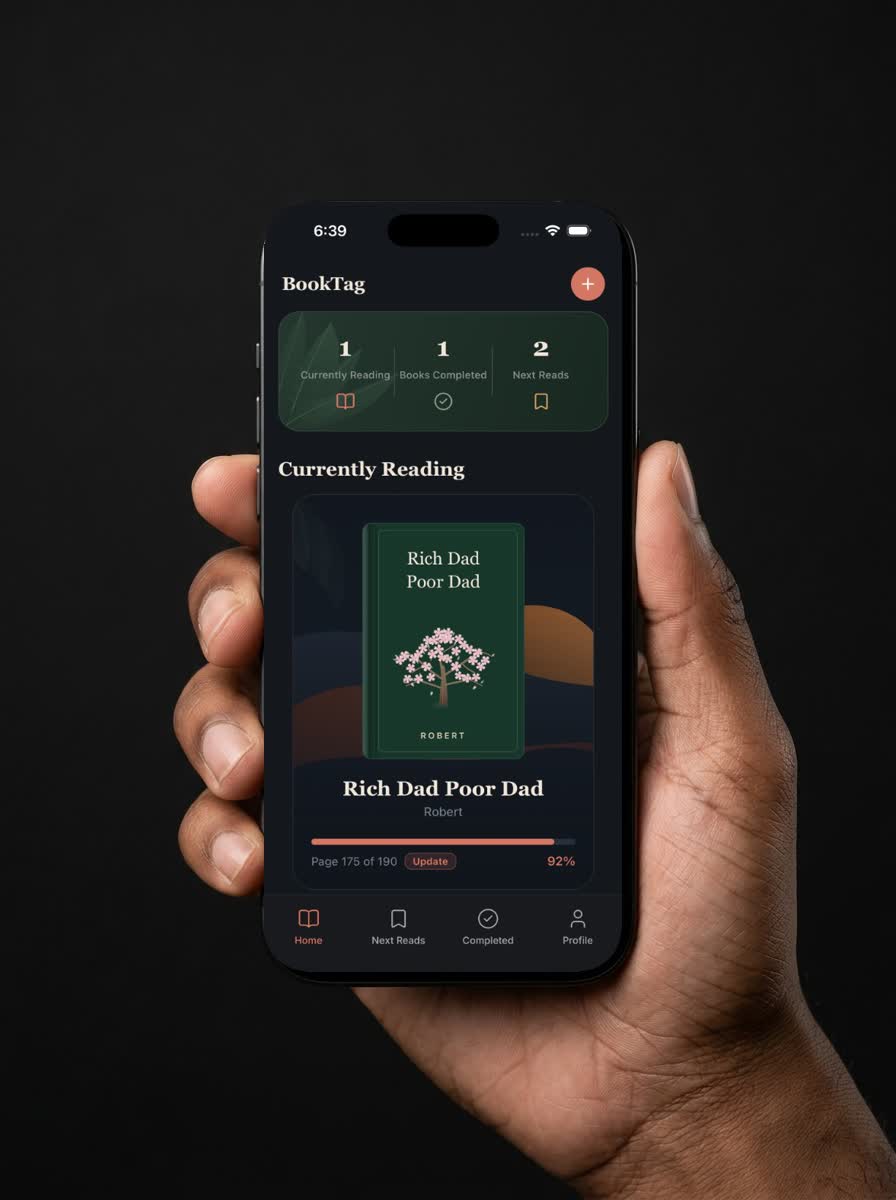 6:39
BookTag
1
Currently Reading
1
Books Completed
2
Next Reads
Currently Reading
Rich Dad
Poor Dad
ROBERT
Rich Dad Poor Dad
Robert
Page 175 of 190
Update
92%
Home
Next Reads
Completed
Profile